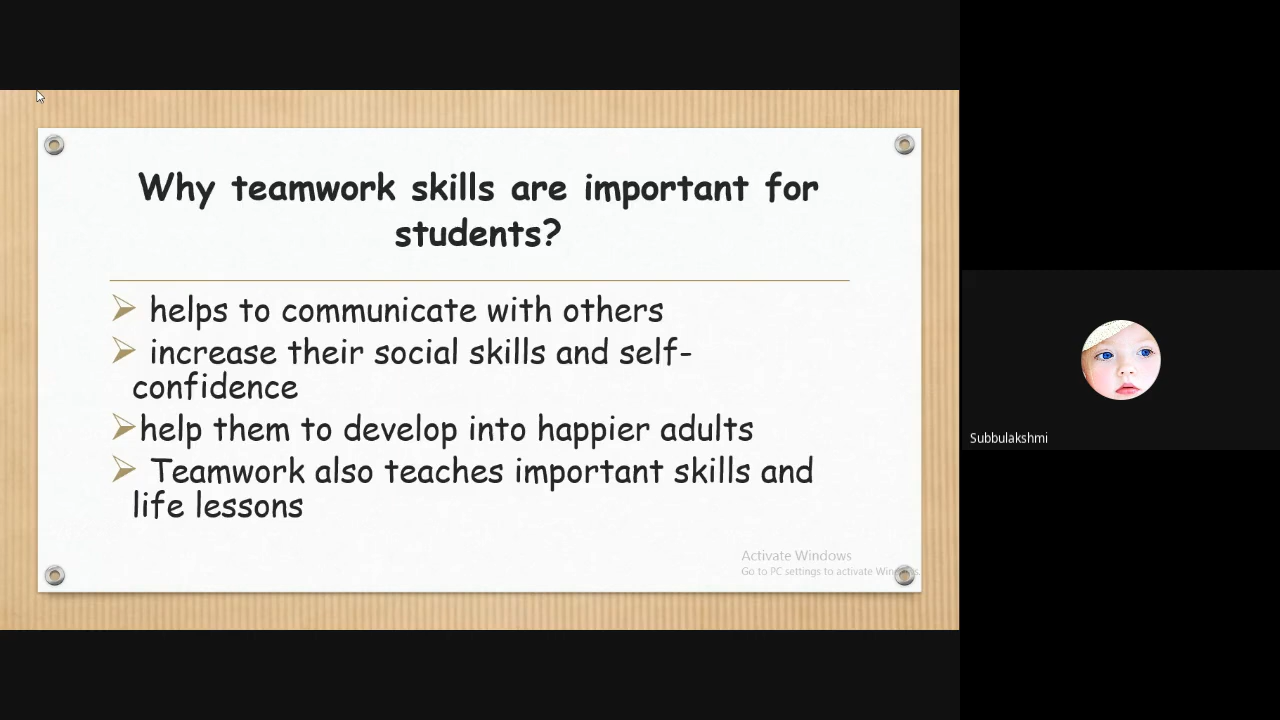 Why teamwork skills are important for
students?
➢ helps to communicate with others
➢ increase their social skills and self-
confidence
➢help them to develop into happier adults
➢ Teamwork also teaches important skills and
life lessons
Activate Windows
Go to PC settings to activate Windows.
Subbulakshmi